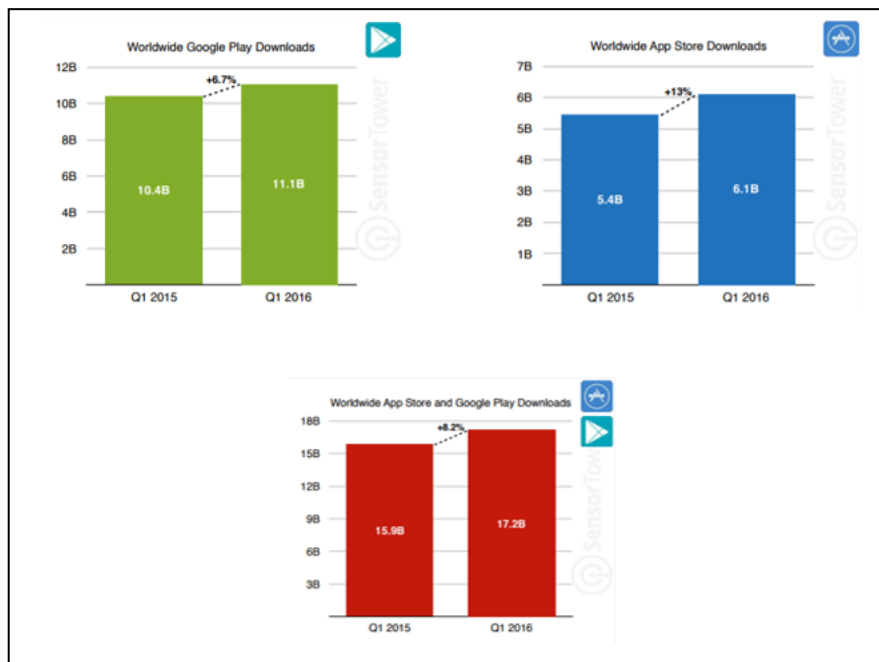 Worldwide Google Play Downloads
12B
10B
8B
6B
4B
2B
+6.7%
10.4B
11.1B
Q1 2015
Q1 2016
SensorTower
Worldwide App Store Downloads
7B
6B
5B
4B
3B
2B
1B
+13%
5.4B
6.1B
Q1 2015
Q1 2016
SensorTower
Worldwide App Store and Google Play Downloads
18B
15B
12B
9B
6B
3B
+8.2%
15.9B
17.2B
Q1 2015
Q1 2016
SensorTower